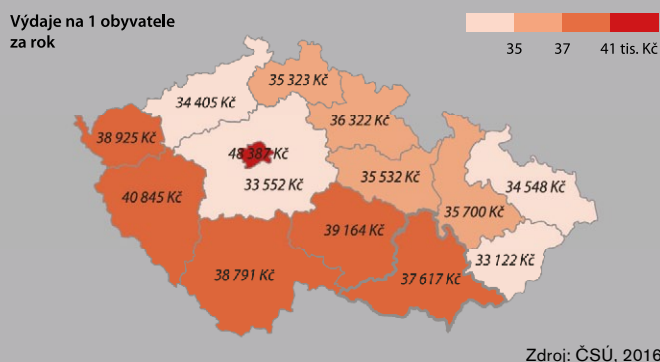 Výdaje na 1 obyvatele
za rok
35 37 41 tis. Kč
35 323 Kč
34 405 Kč
36 322 Kč
38 925 Kč
48 387 Kč
33 552 Kč
35 532 Kč
34 548 Kč
40 845 Kč
35 700 Kč
39 164 Kč
33 122 Kč
38 791 Kč
37 617 Kč
Zdroj: ČSÚ, 2016